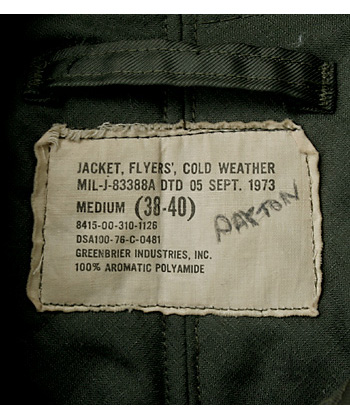 JACKET, FLYERS', COLD WEATHER
MIL-J-83388A DTD 05 SEPT. 1973
MEDIUM (38-40)
8415-00-310-1126
DSA100-76-C-0481
GREENBRIER INDUSTRIES, INC.
100% AROMATIC POLYAMIDE
DAXTON